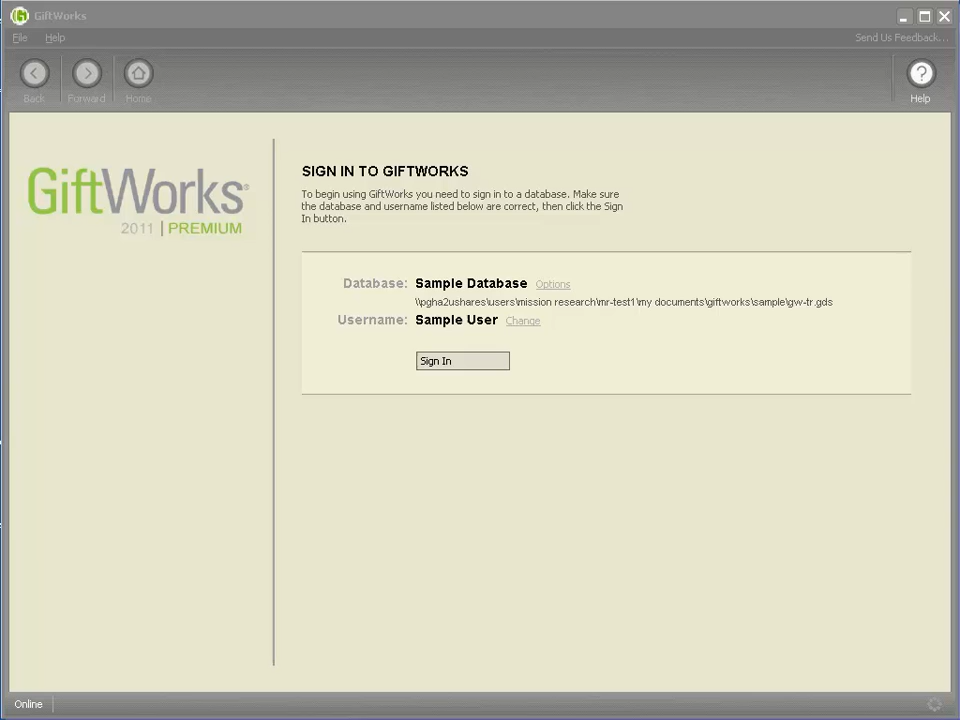 GiftWorks
File Help Send Us Feedback...
Back Forward Home Help
GiftWorks®
2011 | PREMIUM
SIGN IN TO GIFTWORKS
To begin using GiftWorks you need to sign in to a database. Make sure
the database and username listed below are correct, then click the Sign
In button.
Database: Sample Database Options
\\pgha2ushares\users\mission research\mr-test1\my documents\giftworks\sample\gw-tr.gds
Username: Sample User Change
Sign In
Online